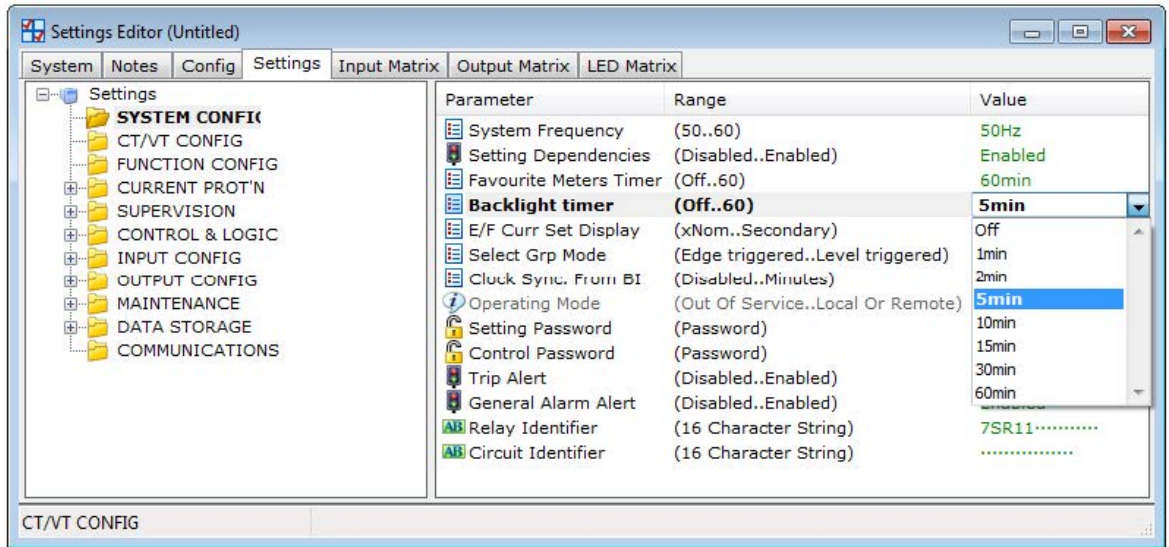 Settings Editor (Untitled)
System Notes Config Settings Input Matrix Output Matrix LED Matrix
Settings
SYSTEM CONFI
CT/VT CONFIG
FUNCTION CONFIG
CURRENT PROT'N
SUPERVISION
CONTROL & LOGIC
INPUT CONFIG
OUTPUT CONFIG
MAINTENANCE
DATA STORAGE
COMMUNICATIONS
Parameter Range Value
System Frequency (50..60) 50Hz
Setting Dependencies (Disabled..Enabled) Enabled
Favourite Meters Timer (Off..60) 60min
Backlight timer (Off..60) 5min
E/F Curr Set Display (xNom..Secondary)
Select Grp Mode (Edge triggered..Level triggered)
Clock Sync. From BI (Disabled..Minutes)
Operating Mode (Out Of Service..Local Or Remote)
Setting Password (Password)
Control Password (Password)
Trip Alert (Disabled..Enabled)
General Alarm Alert (Disabled..Enabled)
AB Relay Identifier (16 Character String) 7SR11···········
AB Circuit Identifier (16 Character String) ················
Off
1min
2min
5min
10min
15min
30min
60min
CT/VT CONFIG